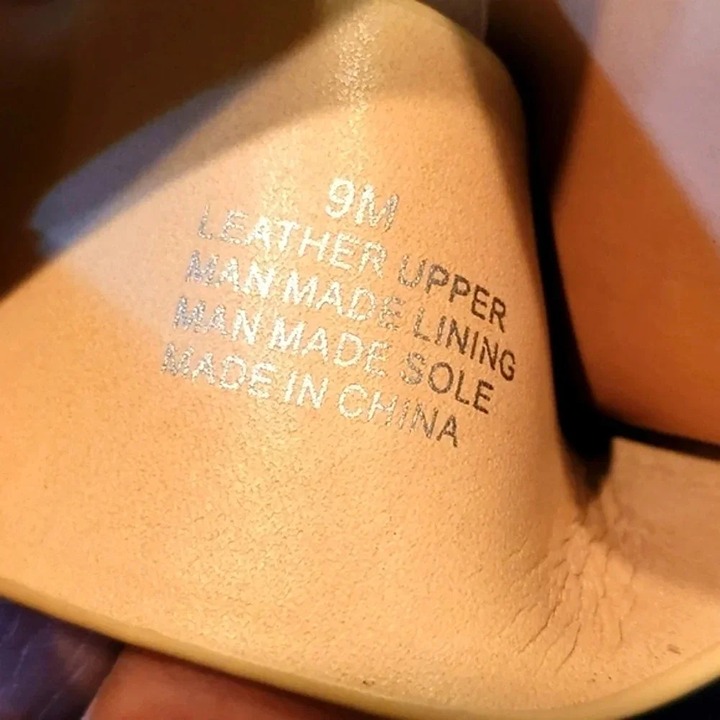 9M
LEATHER UPPER
MAN MADE LINING
MAN MADE SOLE
MADE IN CHINA